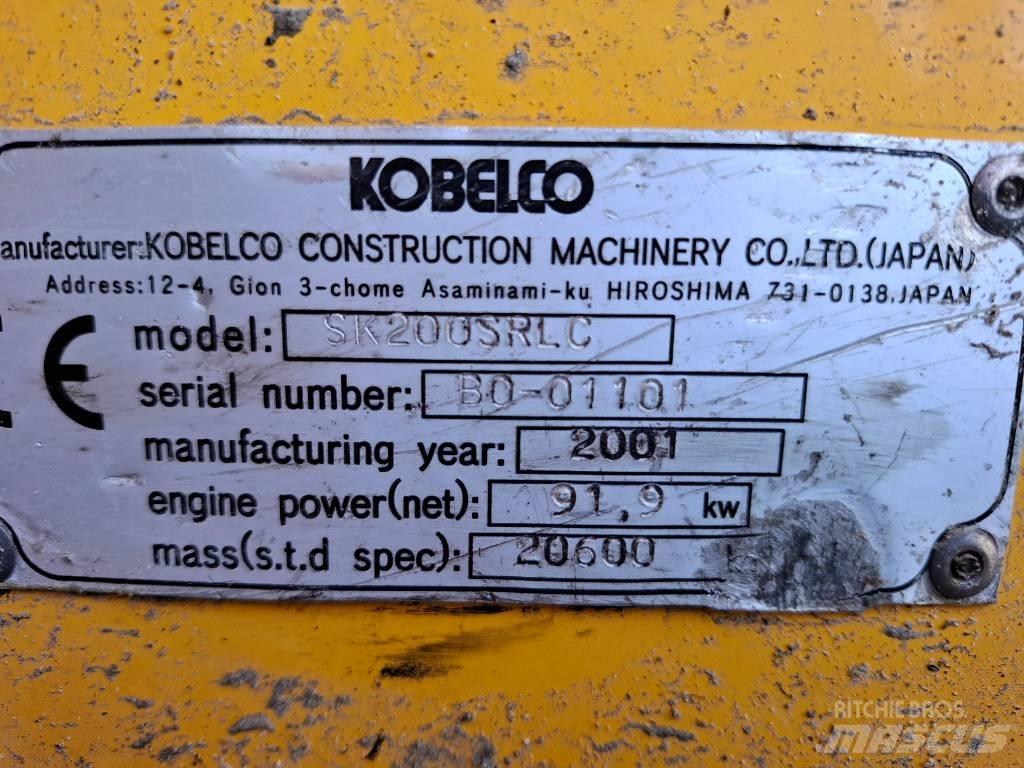 KOBELCO
anufacturer:KOBELCO CONSTRUCTION MACHINERY CO.,LTD.(JAPAN)
Address:12-4, Gion 3-chome Asaminami-ku HIROSHIMA 731-0138,JAPAN
CE
model: SK200SRLC
serial number: B0-01101
manufacturing year: 2001
engine power(net): 91,9 kw
mass(s.t.d spec): 20600
RITCHIE BROS.
MASCUS